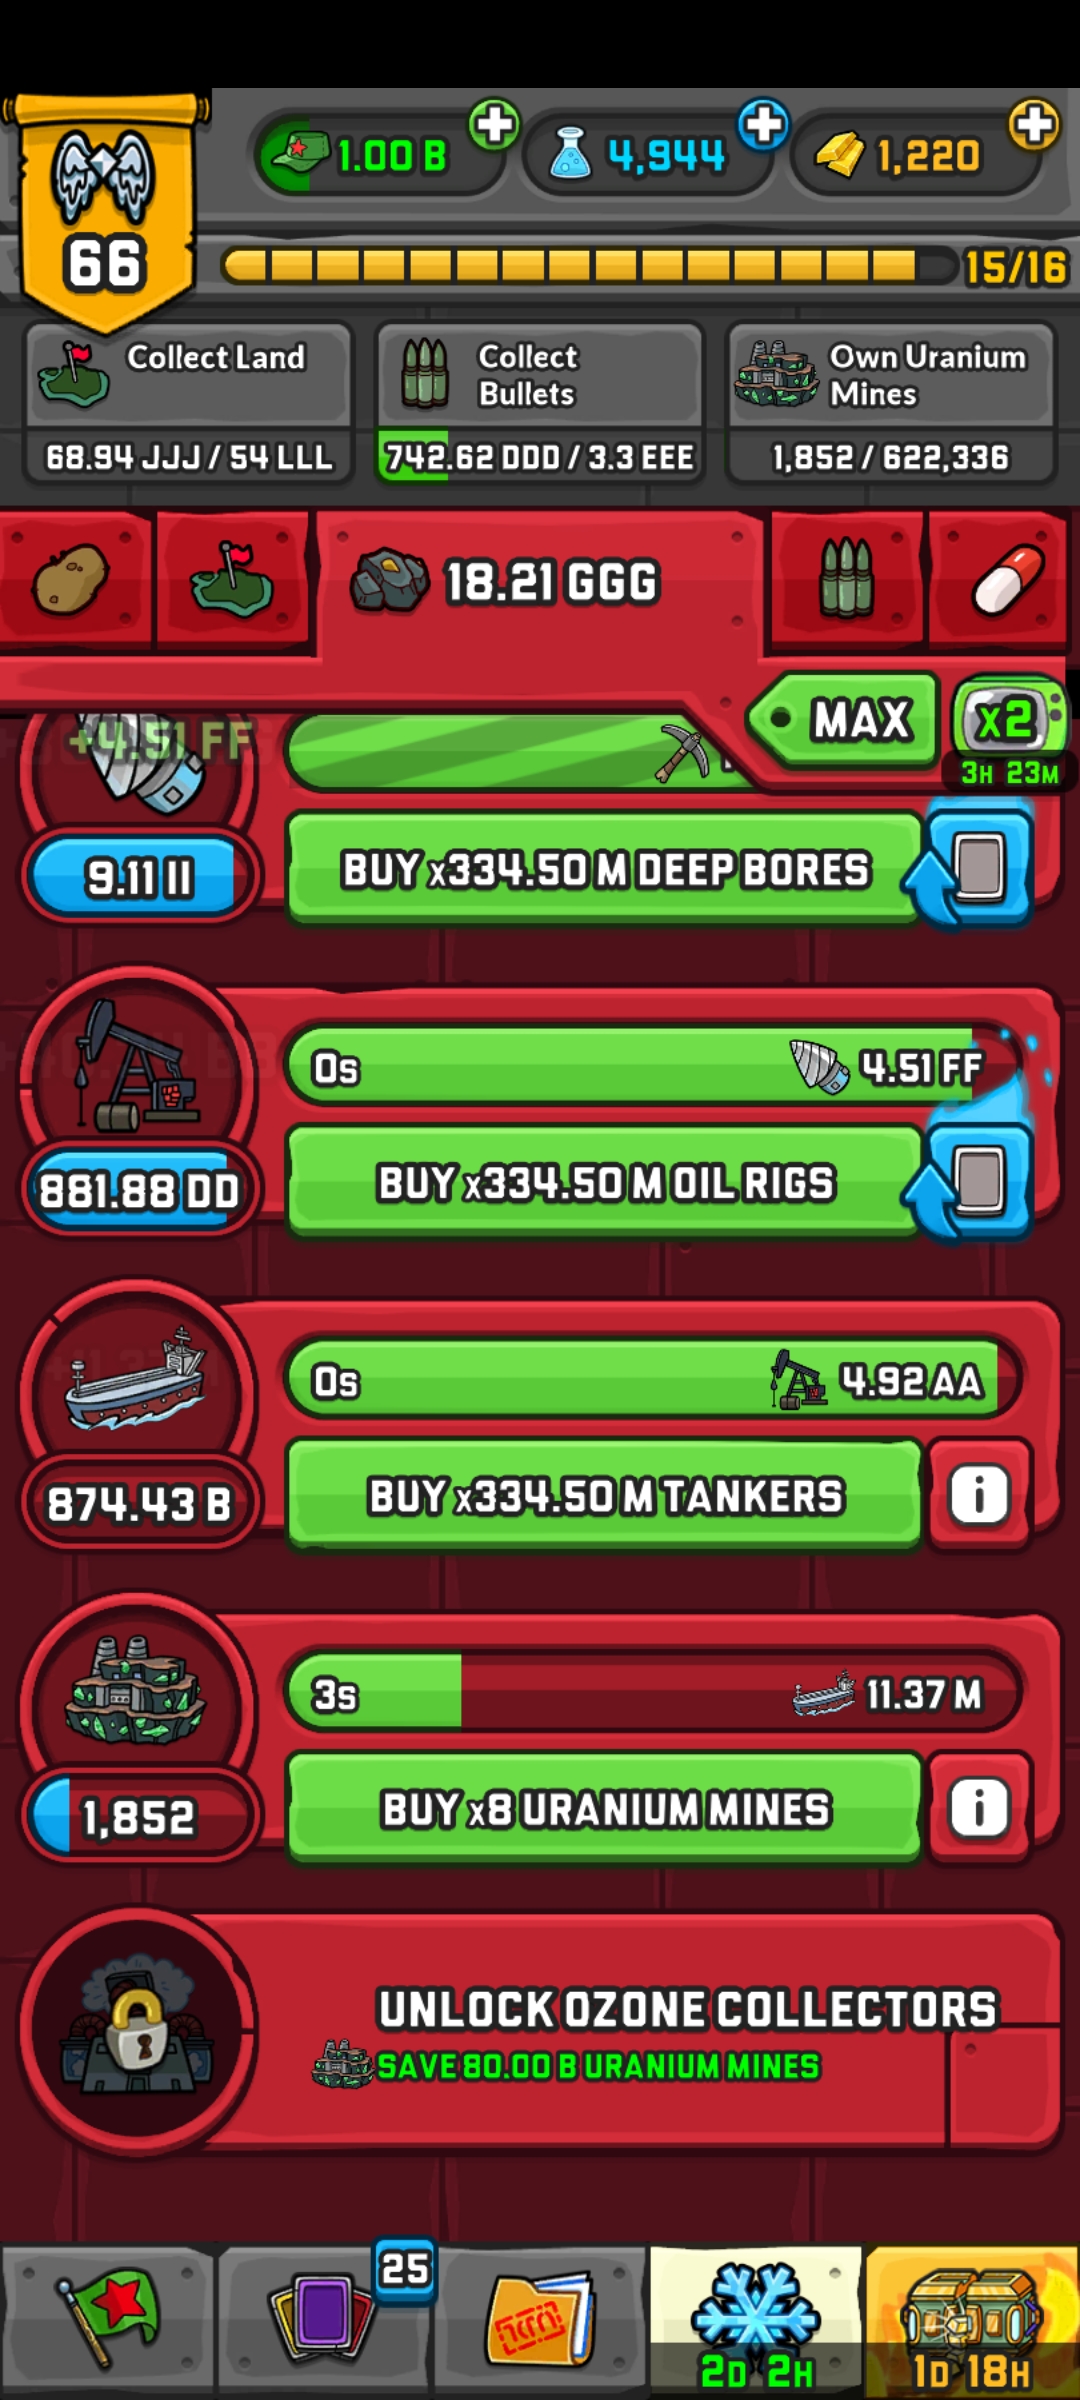 1.00 B
4,944
1,220
66
15/16
Collect Land
68.94 JJJ / 54 LLL
Collect
Bullets
742.62 DDD / 3.3 EEE
Own Uranium
Mines
1,852 / 622,336
18.21 GGG
MAX
x2
3H 23M
+4.51 FF
9.11 II
BUY x334.50 M DEEP BORES
0s
4.51 FF
881.88 DD
BUY x334.50 M OIL RIGS
0s
4.92 AA
874.43 B
BUY x334.50 M TANKERS
i
3s
11.37 M
1,852
BUY x8 URANIUM MINES
i
UNLOCK OZONE COLLECTORS
SAVE 80.00 B URANIUM MINES
25
2D 2H
1D 18H